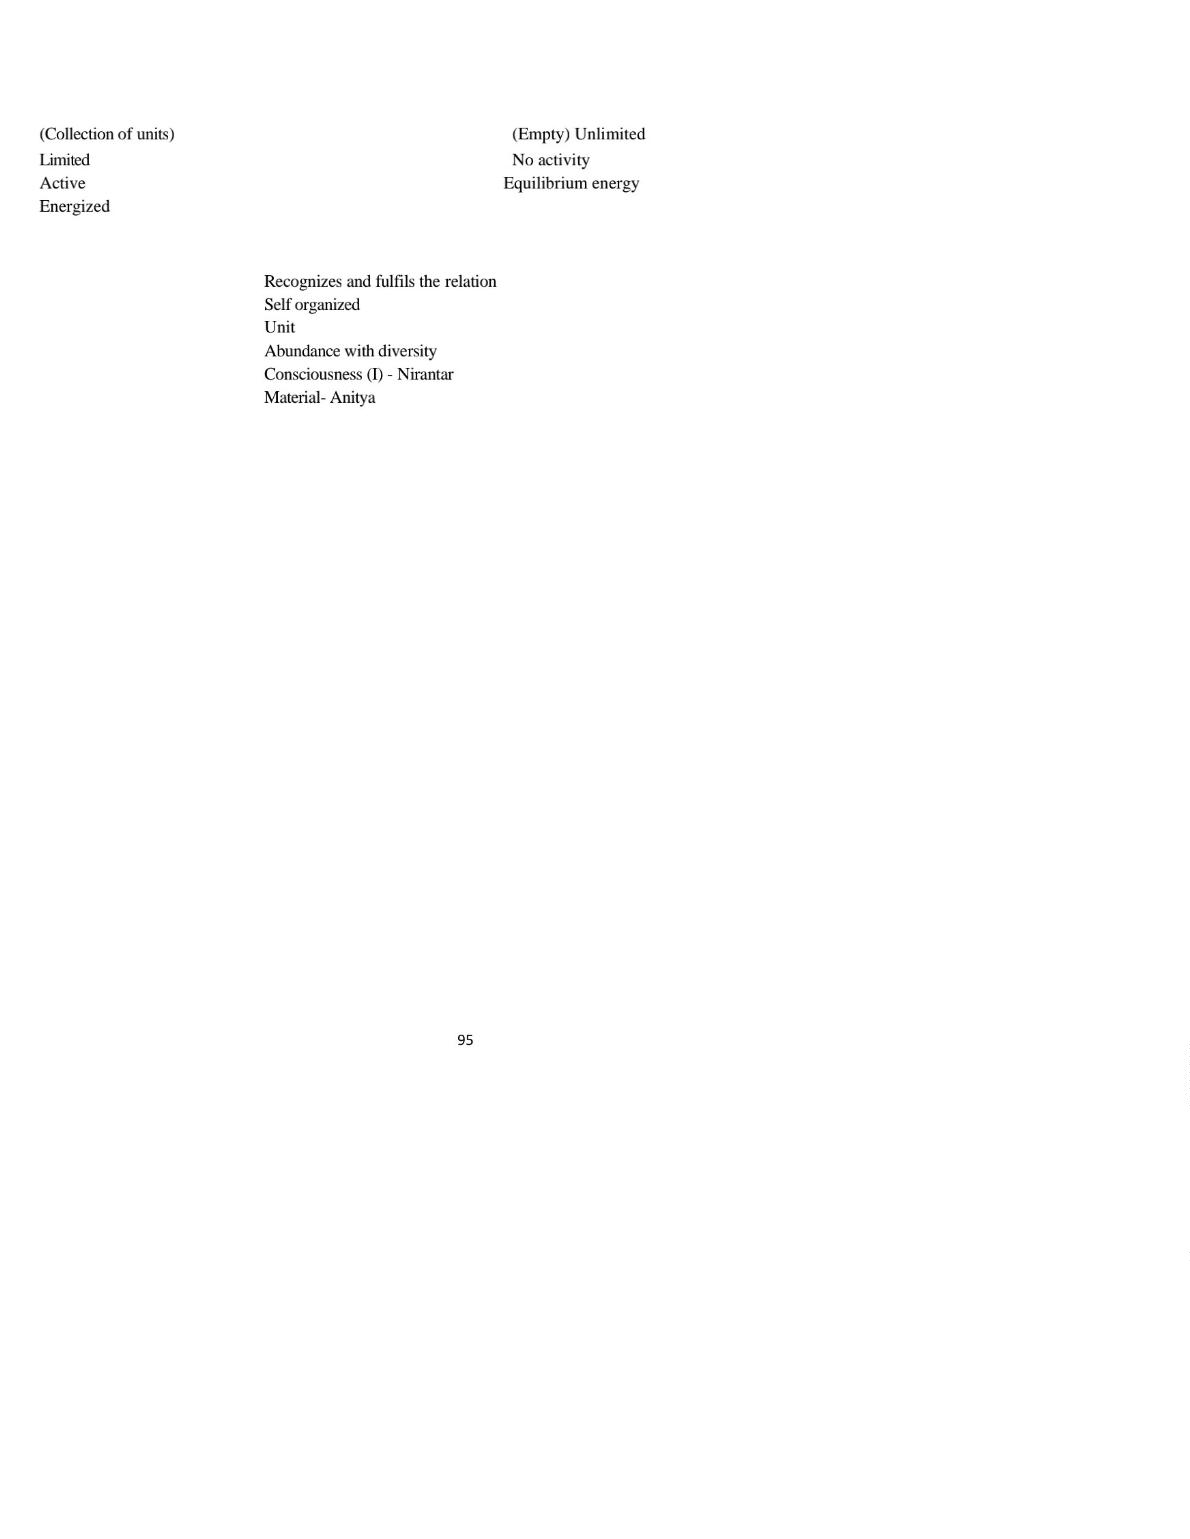 (Collection of units) (Empty) Unlimited
Limited No activity
Active Equilibrium energy
Energized
Recognizes and fulfils the relation
Self organized
Unit
Abundance with diversity
Consciousness (I) - Nirantar
Material- Anitya
95